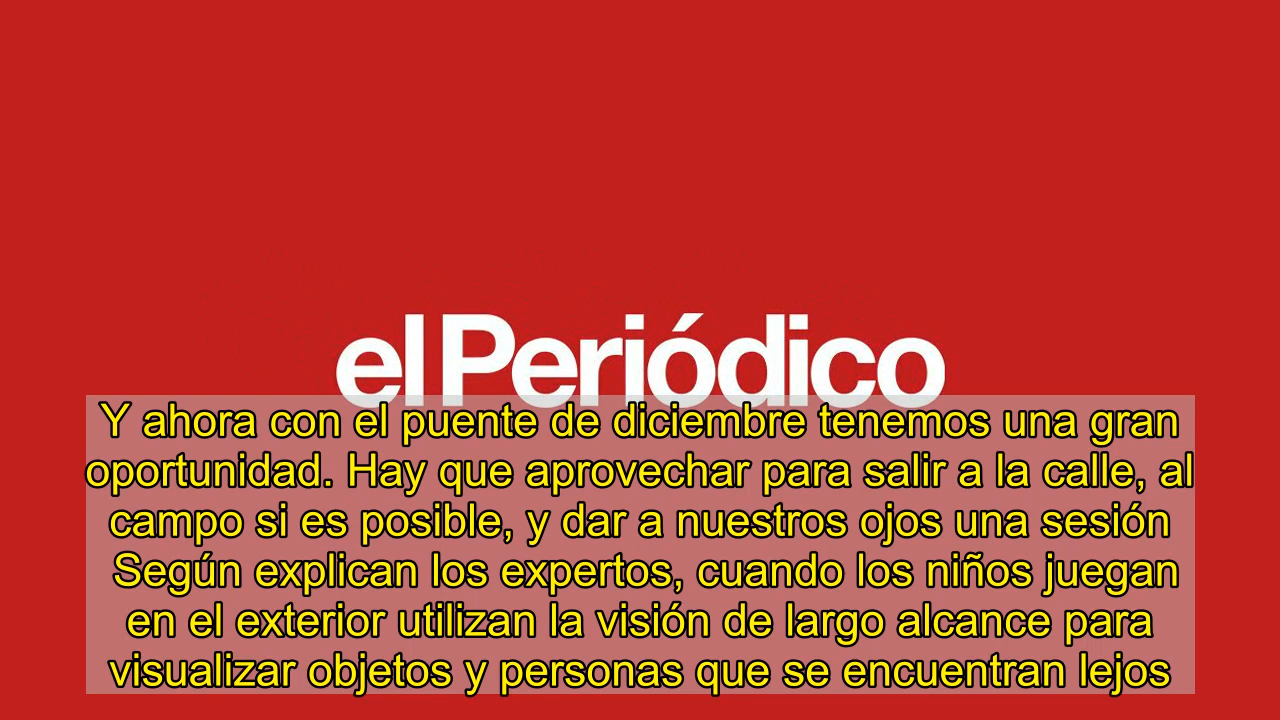 el Periódico
Y ahora con el puente de diciembre tenemos una gran
oportunidad. Hay que aprovechar para salir a la calle, al
campo si es posible, y dar a nuestros ojos una sesión
Según explican los expertos, cuando los niños juegan
en el exterior utilizan la visión de largo alcance para
visualizar objetos y personas que se encuentran lejos